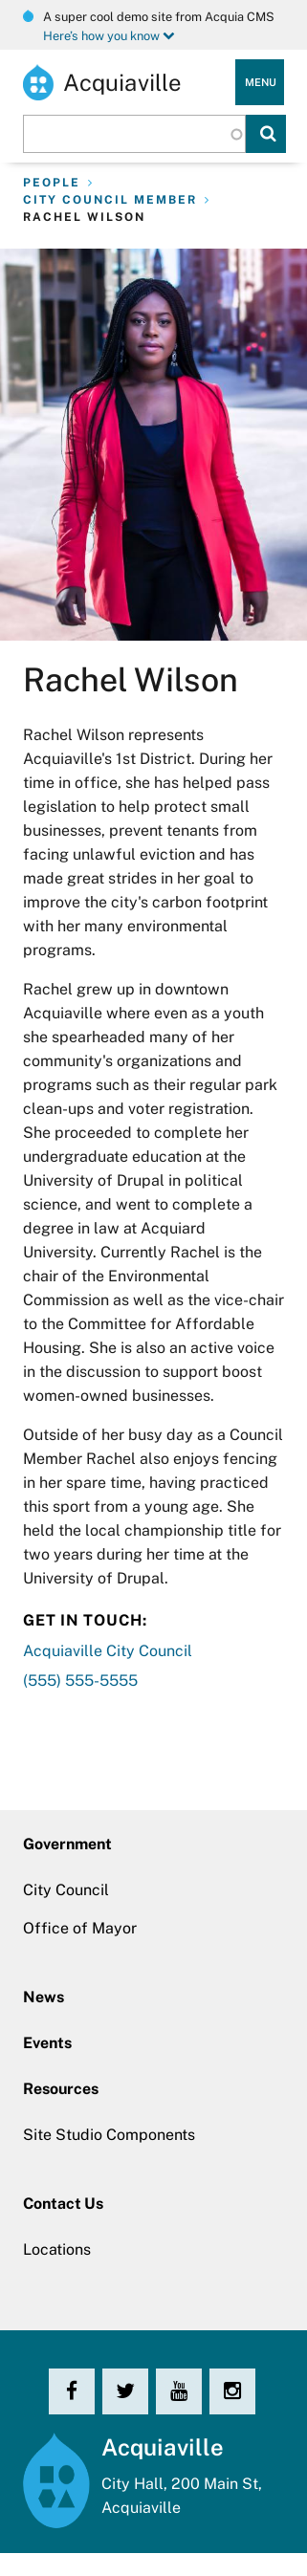 A super cool demo site from Acquia CMS
Here's how you know
Acquiaville
MENU
PEOPLE
CITY COUNCIL MEMBER
RACHEL WILSON
Rachel Wilson
Rachel Wilson represents
Acquiaville's 1st District. During her
time in office, she has helped pass
legislation to help protect small
businesses, prevent tenants from
facing unlawful eviction and has
made great strides in her goal to
improve the city's carbon footprint
with her many environmental
programs.
Rachel grew up in downtown
Acquiaville where even as a youth
she spearheaded many of her
community's organizations and
programs such as their regular park
clean-ups and voter registration.
She proceeded to complete her
undergraduate education at the
University of Drupal in political
science, and went to complete a
degree in law at Acquiard
University. Currently Rachel is the
chair of the Environmental
Commission as well as the vice-chair
to the Committee for Affordable
Housing. She is also an active voice
in the discussion to support boost
women-owned businesses.
Outside of her busy day as a Council
Member Rachel also enjoys fencing
in her spare time, having practiced
this sport from a young age. She
held the local championship title for
two years during her time at the
University of Drupal.
GET IN TOUCH:
Acquiaville City Council
(555) 555-5555
Government
City Council
Office of Mayor
News
Events
Resources
Site Studio Components
Contact Us
Locations
You Tube
Acquiaville
City Hall, 200 Main St,
Acquiaville